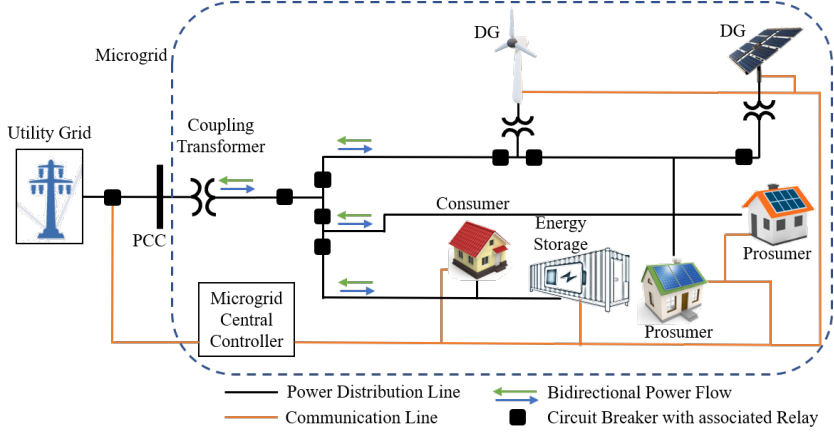 DG
DG
Microgrid
Utility Grid
Coupling
Transformer
Consumer
Energy
Storage
PCC
Prosumer
Microgrid
Central
Controller
Prosumer
Power Distribution Line
Bidirectional Power Flow
Communication Line
Circuit Breaker with associated Relay